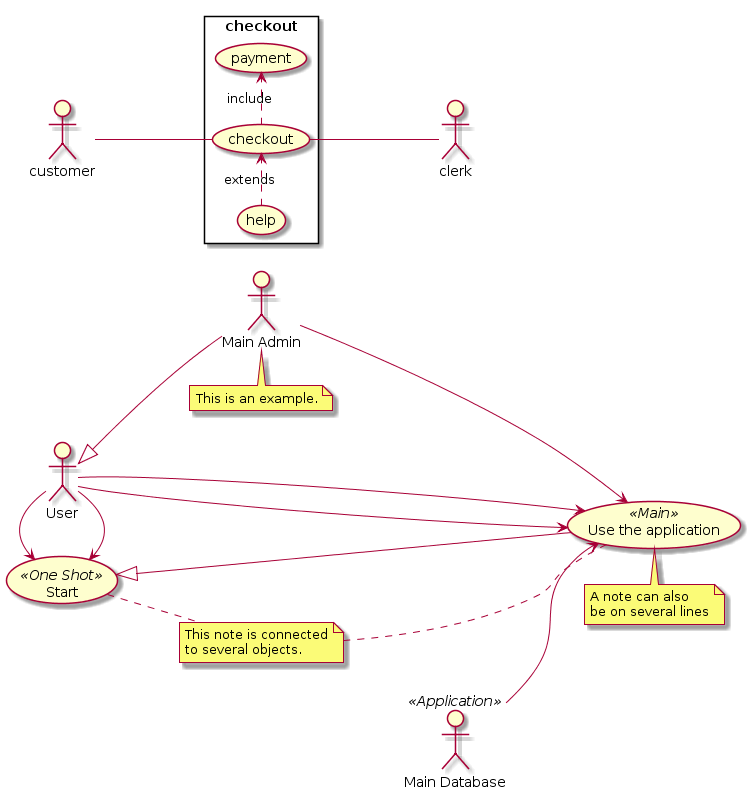 checkout
payment
include
customer
checkout
clerk
extends
help
Main Admin
This is an example.
User
«Main»
Use the application
«One Shot»
Start
A note can also
be on several lines
This note is connected
to several objects.
«Application»
Main Database